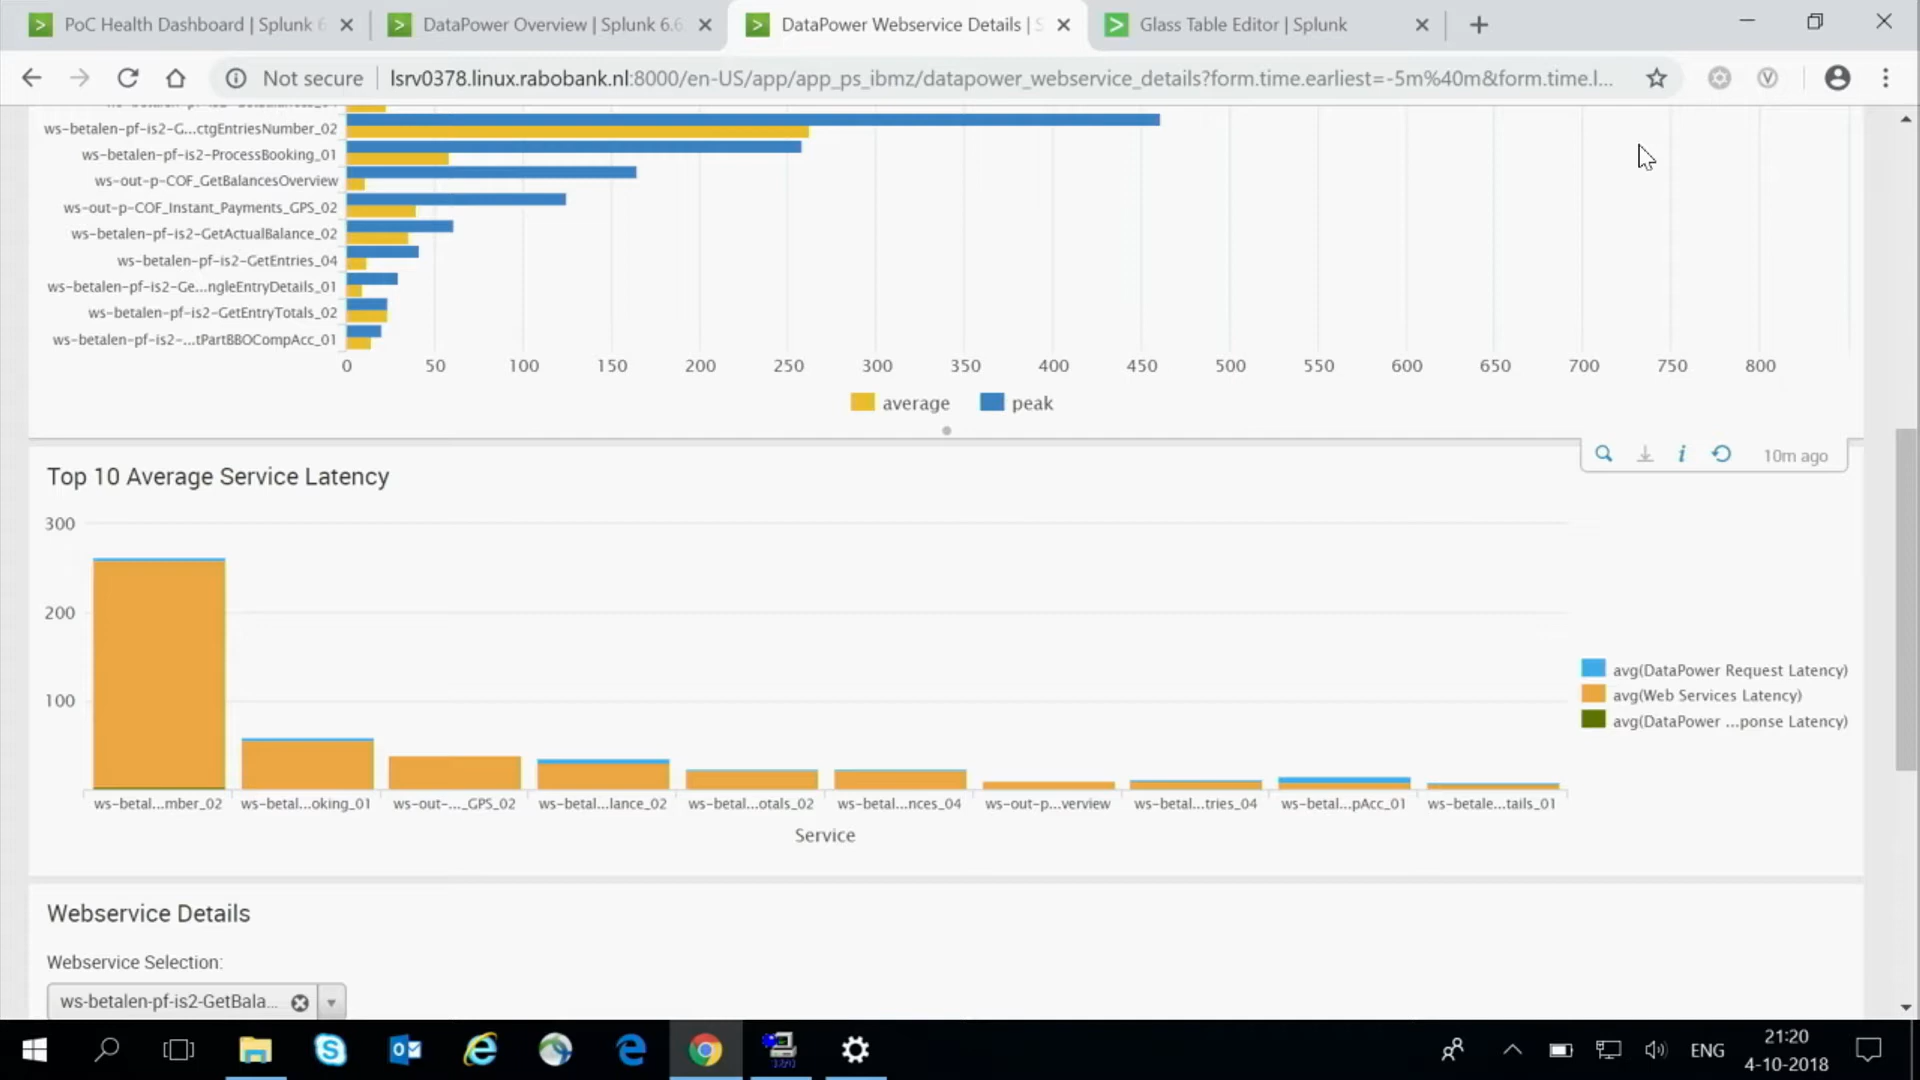 PoC Health Dashboard | Splunk 6
DataPower Overview | Splunk 6.6.
DataPower Webservice Details | S
Glass Table Editor | Splunk
Not secure
lsrv0378.linux.rabobank.nl:8000/en-US/app/app_ps_ibmz/datapower_webservice_details?form.time.earliest=-5m%40m&form.time.l...
ws-betalen-pf-is2-G...ctgEntriesNumber_02
ws-betalen-pf-is2-ProcessBooking_01
ws-out-p-COF_GetBalancesOverview
ws-out-p-COF_Instant_Payments_GPS_02
ws-betalen-pf-is2-GetActualBalance_02
ws-betalen-pf-is2-GetEntries_04
ws-betalen-pf-is2-Ge...ngleEntryDetails_01
ws-betalen-pf-is2-GetEntryTotals_02
ws-betalen-pf-is2-...tPartBBOCompAcc_01
0 50 100 150 200 250 300 350 400 450 500 550 600 650 700 750 800
average peak
10m ago
Top 10 Average Service Latency
300
200
100
avg(DataPower Request Latency)
avg(Web Services Latency)
avg(DataPower ...ponse Latency)
ws-betal...mber_02 ws-betal...oking_01 ws-out-..._GPS_02 ws-betal...lance_02 ws-betal...otals_02 ws-betal...nces_04 ws-out-p...verview ws-betal...tries_04 ws-betal...pAcc_01 ws-betale...tails_01
Service
Webservice Details
Webservice Selection:
ws-betalen-pf-is2-GetBala...
ENG
21:20
4-10-2018